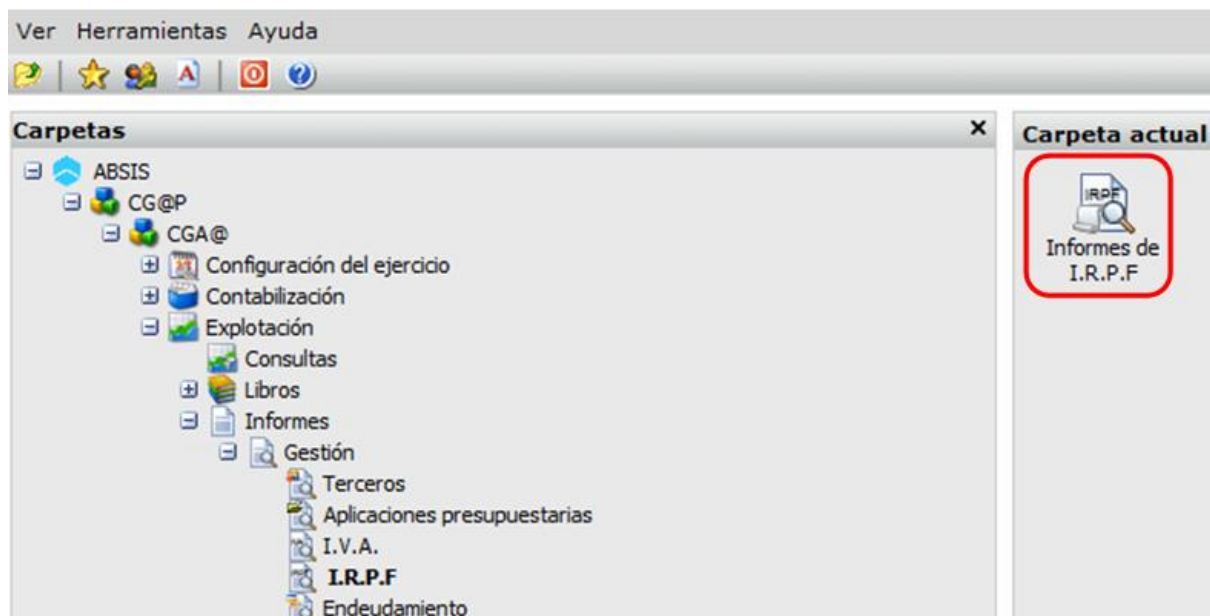 Ver Herramientas Ayuda
Carpetas
ABSIS
CG@P
CGA@
Configuración del ejercicio
Contabilización
Explotación
Consultas
Libros
Informes
Gestión
Terceros
Aplicaciones presupuestarias
I.V.A.
I.R.P.F
Endeudamiento
Carpeta actual
IRPF
Informes de
I.R.P.F